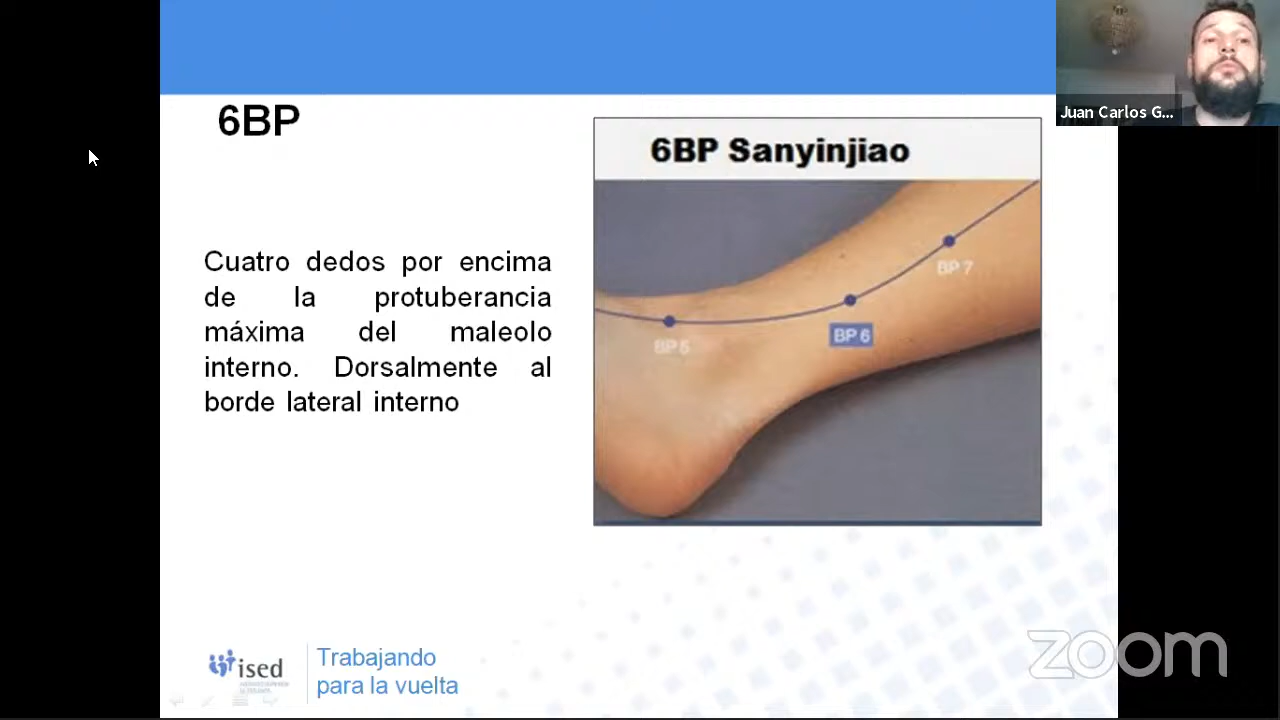 6BP
Juan Carlos G...
6BP Sanyinjiao
Cuatro dedos por encima
de la protuberancia
máxima del maleolo
interno. Dorsalmente al
borde lateral interno
BP 7
BP 6
BP 5
ised
Trabajando
para la vuelta
zoom